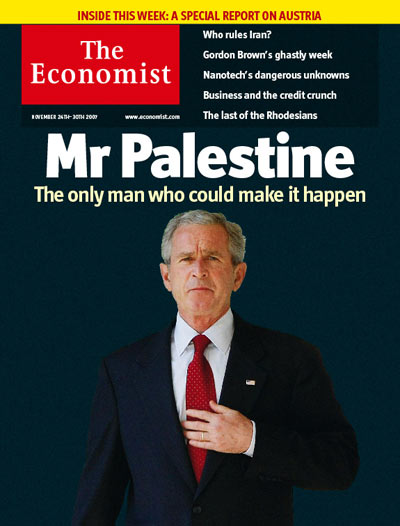 INSIDE THIS WEEK: A SPECIAL REPORT ON AUSTRIA
The
Economist
NOVEMBER 24TH–30TH 2007
www.economist.com
Who rules Iran?
Gordon Brown's ghastly week
Nanotech's dangerous unknowns
Business and the credit crunch
The last of the Rhodesians
Mr Palestine
The only man who could make it happen